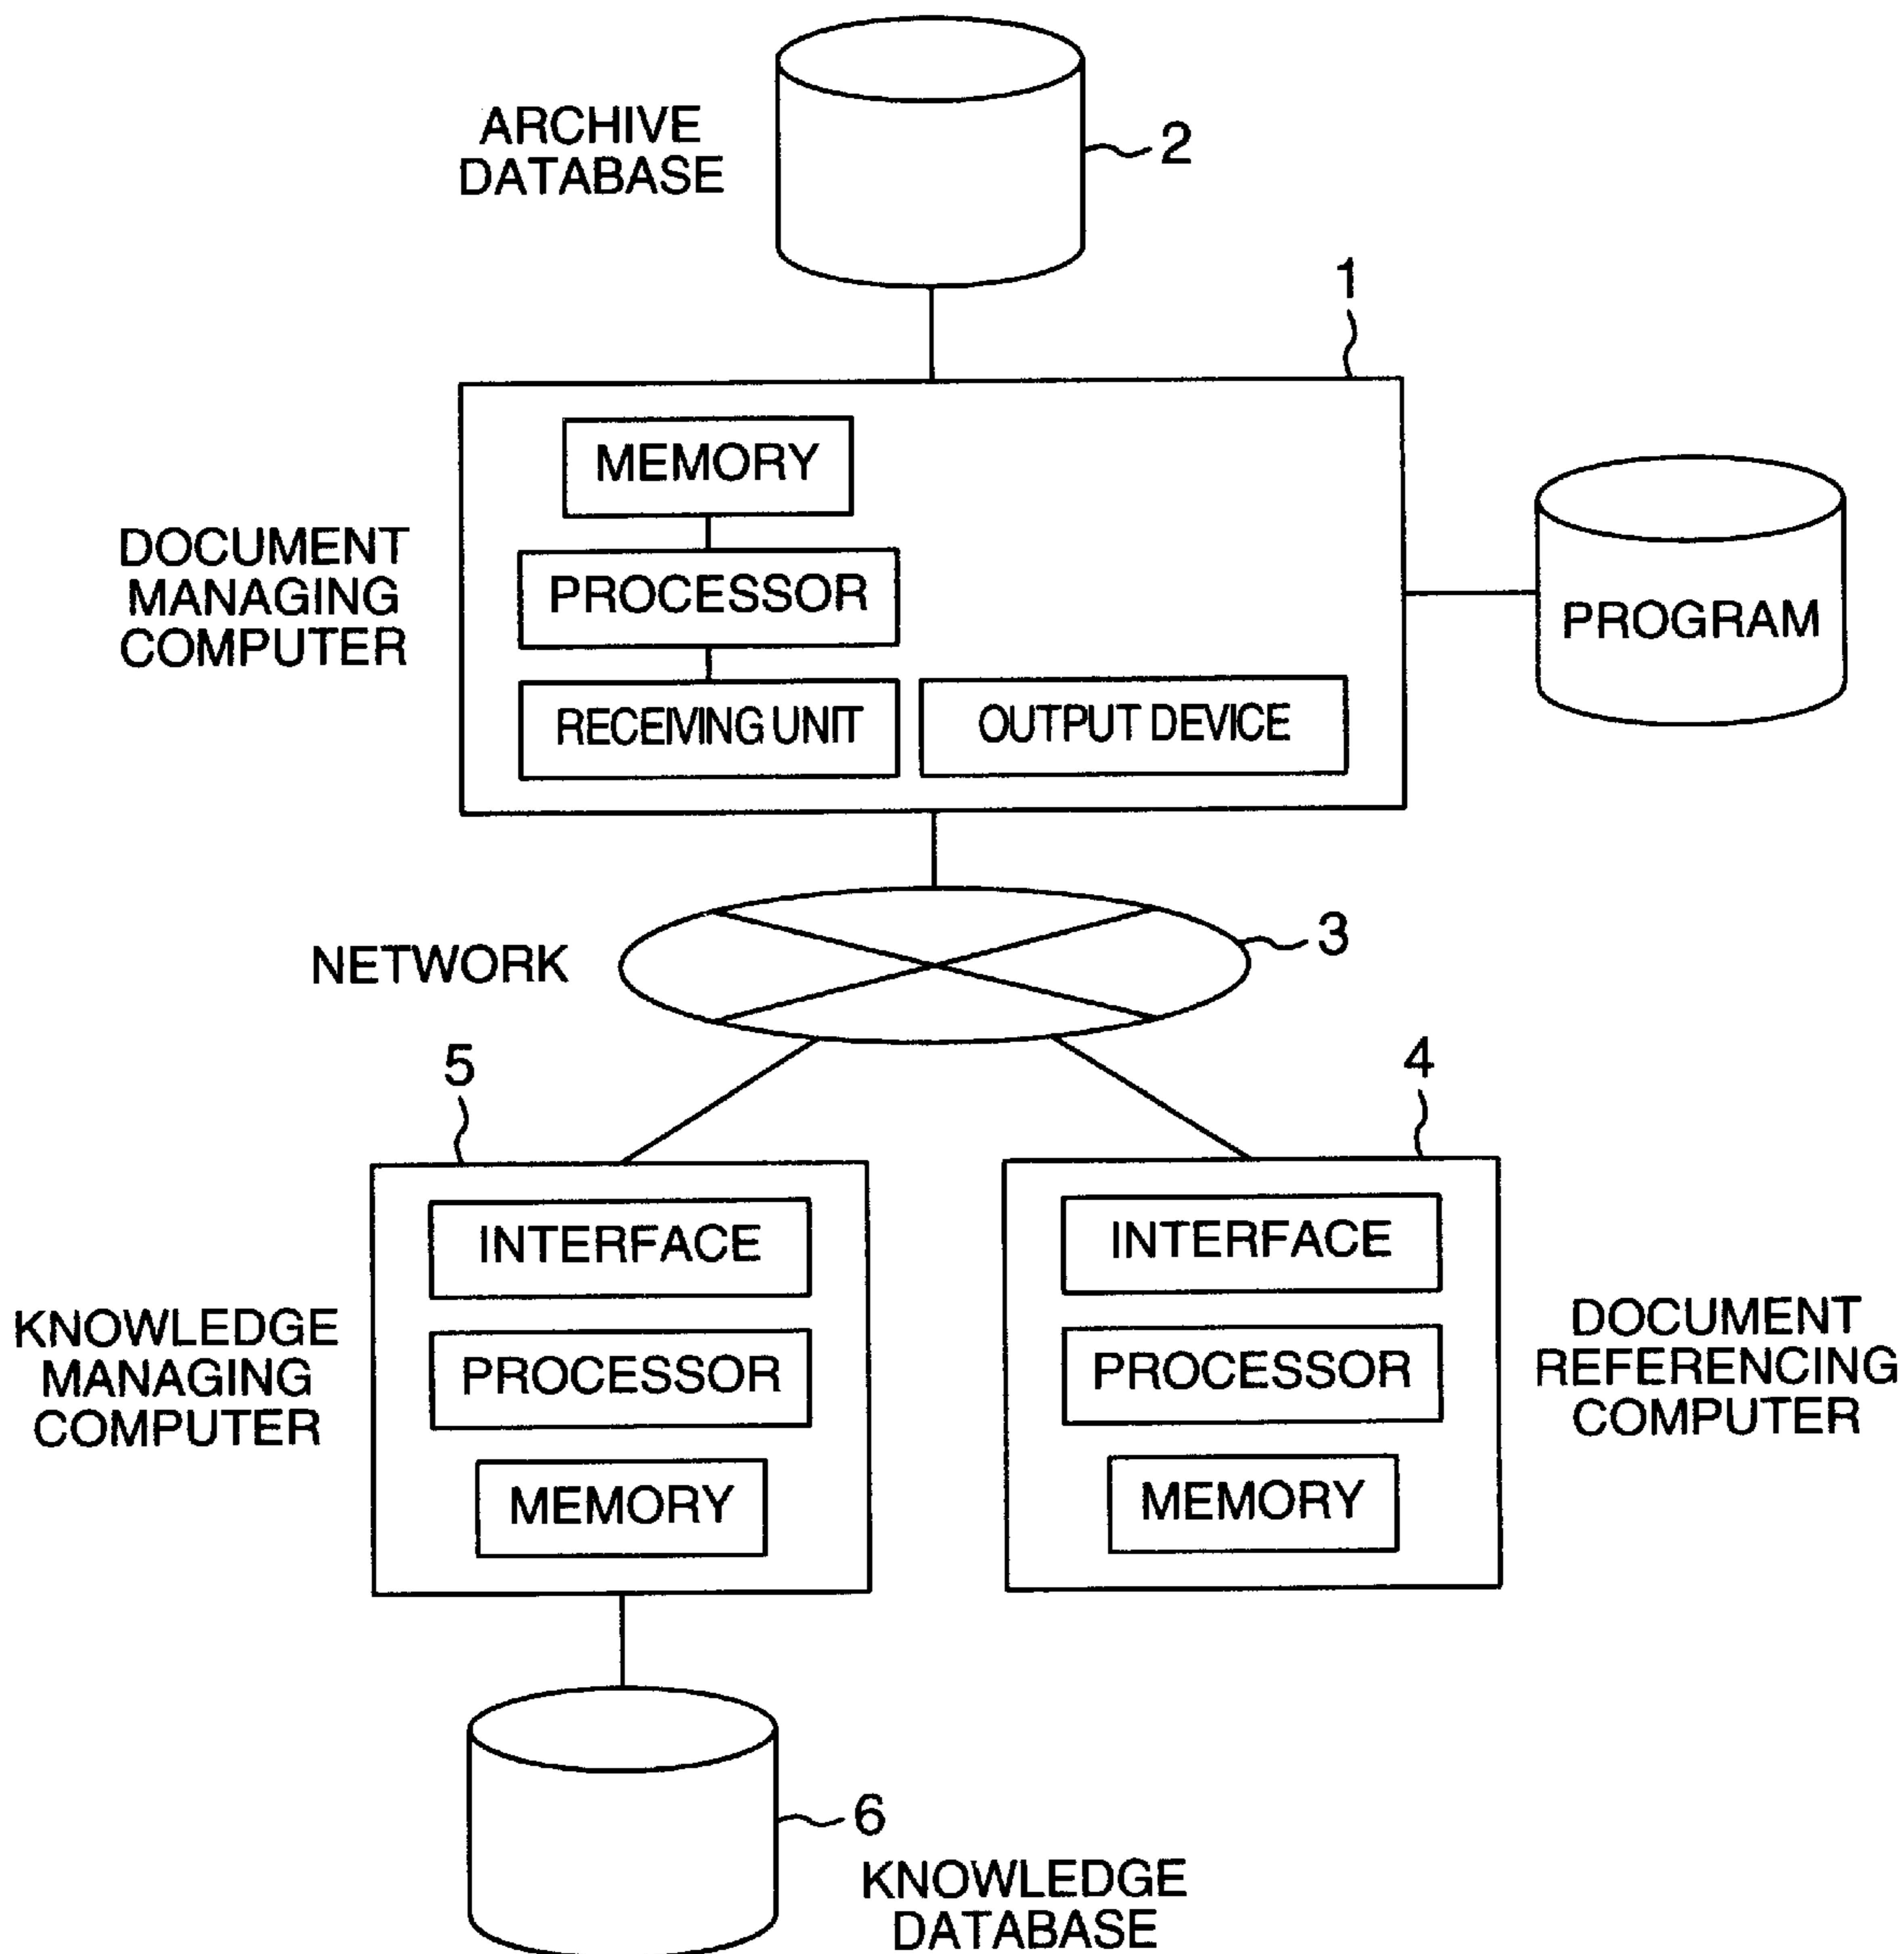 ARCHIVE
DATABASE
2
1
MEMORY
DOCUMENT
MANAGING
COMPUTER
PROCESSOR
PROGRAM
RECEIVING UNIT
OUTPUT DEVICE
NETWORK
3
5
4
INTERFACE
INTERFACE
KNOWLEDGE
MANAGING
COMPUTER
PROCESSOR
PROCESSOR
DOCUMENT
REFERENCING
COMPUTER
MEMORY
MEMORY
6
KNOWLEDGE
DATABASE